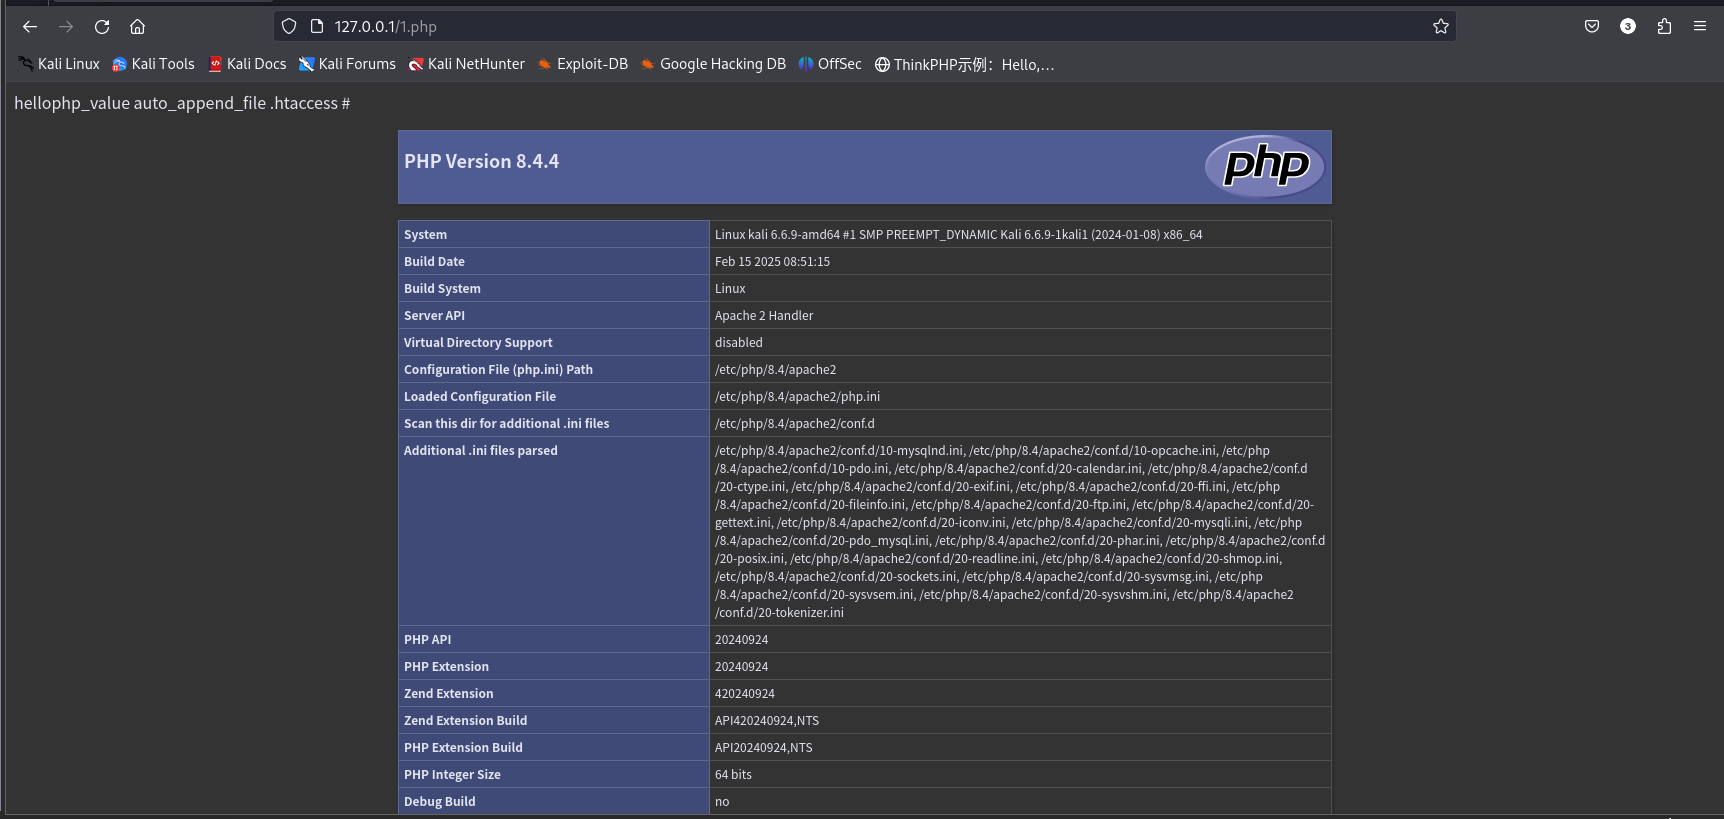 127.0.0.1/1.php
3
Kali Linux Kali Tools Kali Docs Kali Forums Kali NetHunter Exploit-DB Google Hacking DB OffSec ThinkPHP示例：Hello,...
hellophp_value auto_append_file .htaccess #
PHP Version 8.4.4
php
System Linux kali 6.6.9-amd64 #1 SMP PREEMPT_DYNAMIC Kali 6.6.9-1kali1 (2024-01-08) x86_64
Build Date Feb 15 2025 08:51:15
Build System Linux
Server API Apache 2 Handler
Virtual Directory Support disabled
Configuration File (php.ini) Path /etc/php/8.4/apache2
Loaded Configuration File /etc/php/8.4/apache2/php.ini
Scan this dir for additional .ini files /etc/php/8.4/apache2/conf.d
Additional .ini files parsed /etc/php/8.4/apache2/conf.d/10-mysqlnd.ini, /etc/php/8.4/apache2/conf.d/10-opcache.ini, /etc/php
/8.4/apache2/conf.d/10-pdo.ini, /etc/php/8.4/apache2/conf.d/20-calendar.ini, /etc/php/8.4/apache2/conf.d
/20-ctype.ini, /etc/php/8.4/apache2/conf.d/20-exif.ini, /etc/php/8.4/apache2/conf.d/20-ffi.ini, /etc/php
/8.4/apache2/conf.d/20-fileinfo.ini, /etc/php/8.4/apache2/conf.d/20-ftp.ini, /etc/php/8.4/apache2/conf.d/20-
gettext.ini, /etc/php/8.4/apache2/conf.d/20-iconv.ini, /etc/php/8.4/apache2/conf.d/20-mysqli.ini, /etc/php
/8.4/apache2/conf.d/20-pdo_mysql.ini, /etc/php/8.4/apache2/conf.d/20-phar.ini, /etc/php/8.4/apache2/conf.d
/20-posix.ini, /etc/php/8.4/apache2/conf.d/20-readline.ini, /etc/php/8.4/apache2/conf.d/20-shmop.ini,
/etc/php/8.4/apache2/conf.d/20-sockets.ini, /etc/php/8.4/apache2/conf.d/20-sysvmsg.ini, /etc/php
/8.4/apache2/conf.d/20-sysvsem.ini, /etc/php/8.4/apache2/conf.d/20-sysvshm.ini, /etc/php/8.4/apache2
/conf.d/20-tokenizer.ini
PHP API 20240924
PHP Extension 20240924
Zend Extension 420240924
Zend Extension Build API420240924,NTS
PHP Extension Build API20240924,NTS
PHP Integer Size 64 bits
Debug Build no